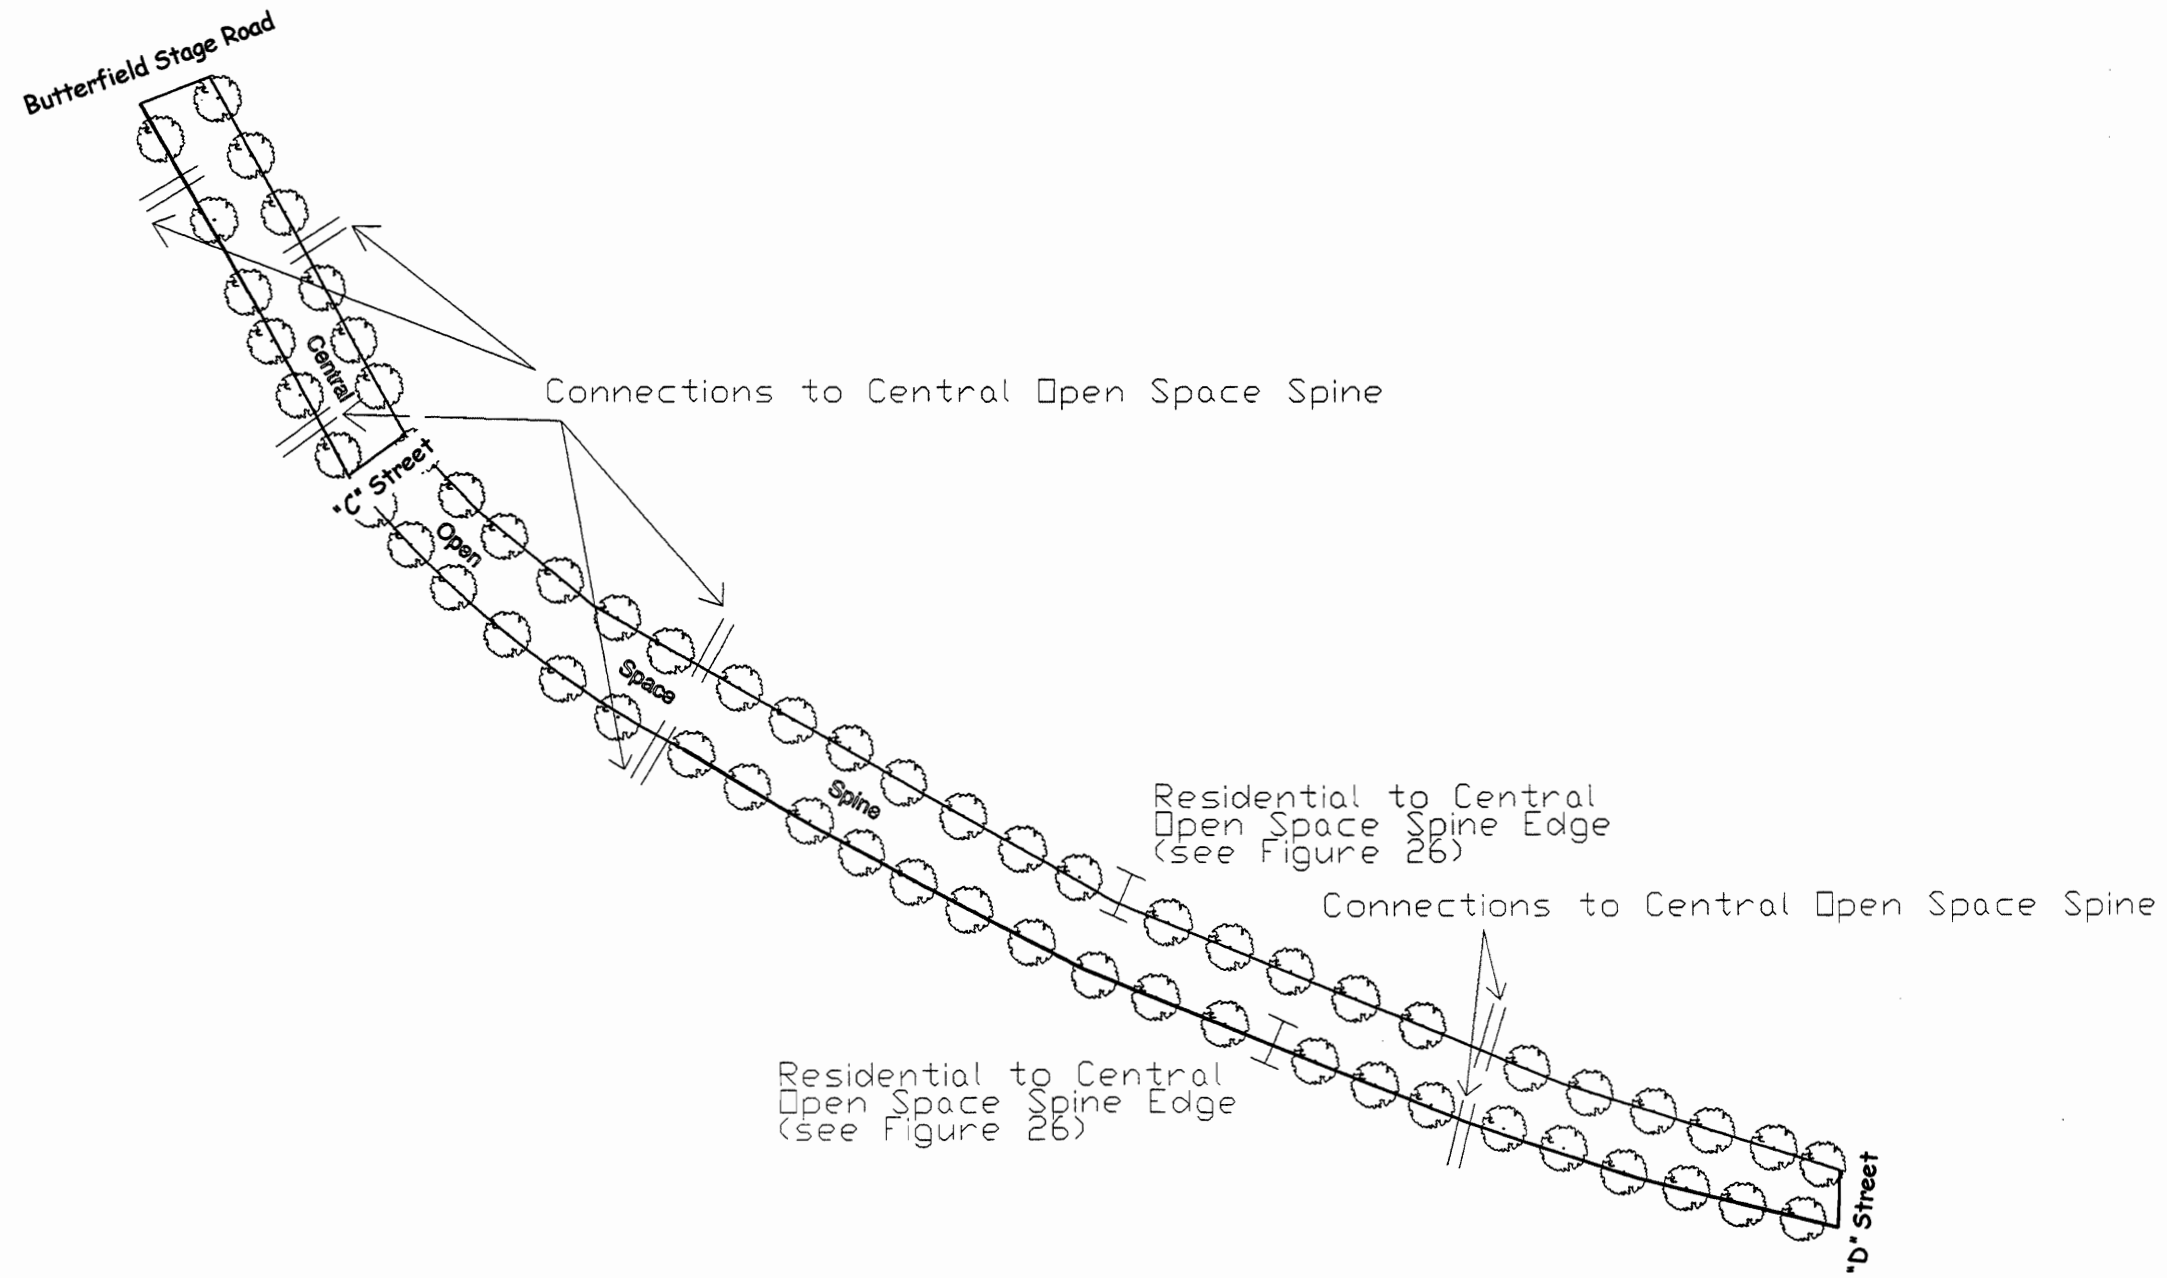 Butterfield Stage Road
Central
Connections to Central Open Space Spine
"C" Street
Open
Space
Spine
Residential to Central
Open Space Spine Edge
(see Figure 26)
Connections to Central Open Space Spine
Residential to Central
Open Space Spine Edge
(see Figure 26)
"D" Street